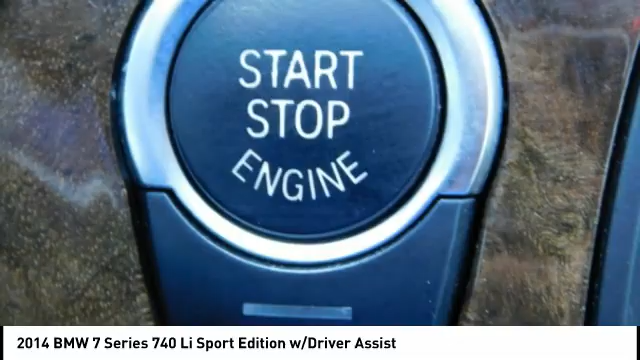 START
STOP
ENGINE
2014 BMW 7 Series 740 Li Sport Edition w/Driver Assist